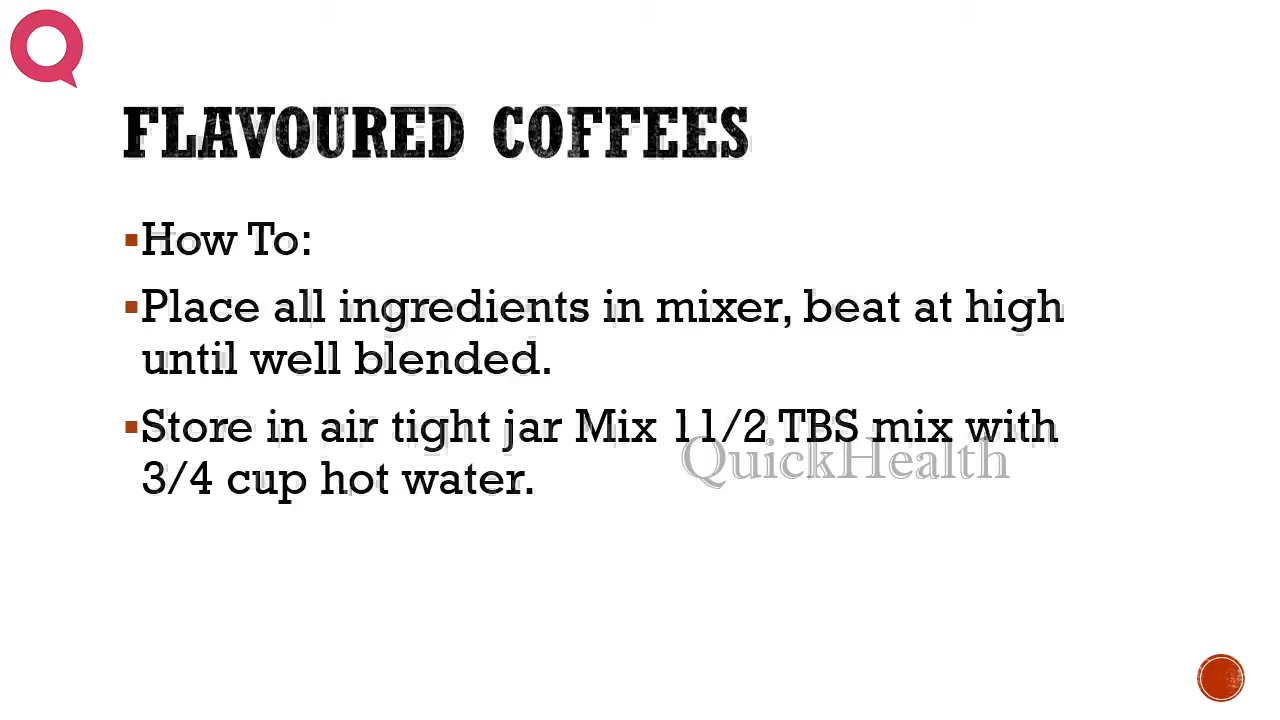 FLAVOURED COFFEES
▪How To:
▪Place all ingredients in mixer, beat at high
until well blended.
▪Store in air tight jar Mix 11/2 TBS mix with
3/4 cup hot water.
QuickHealth